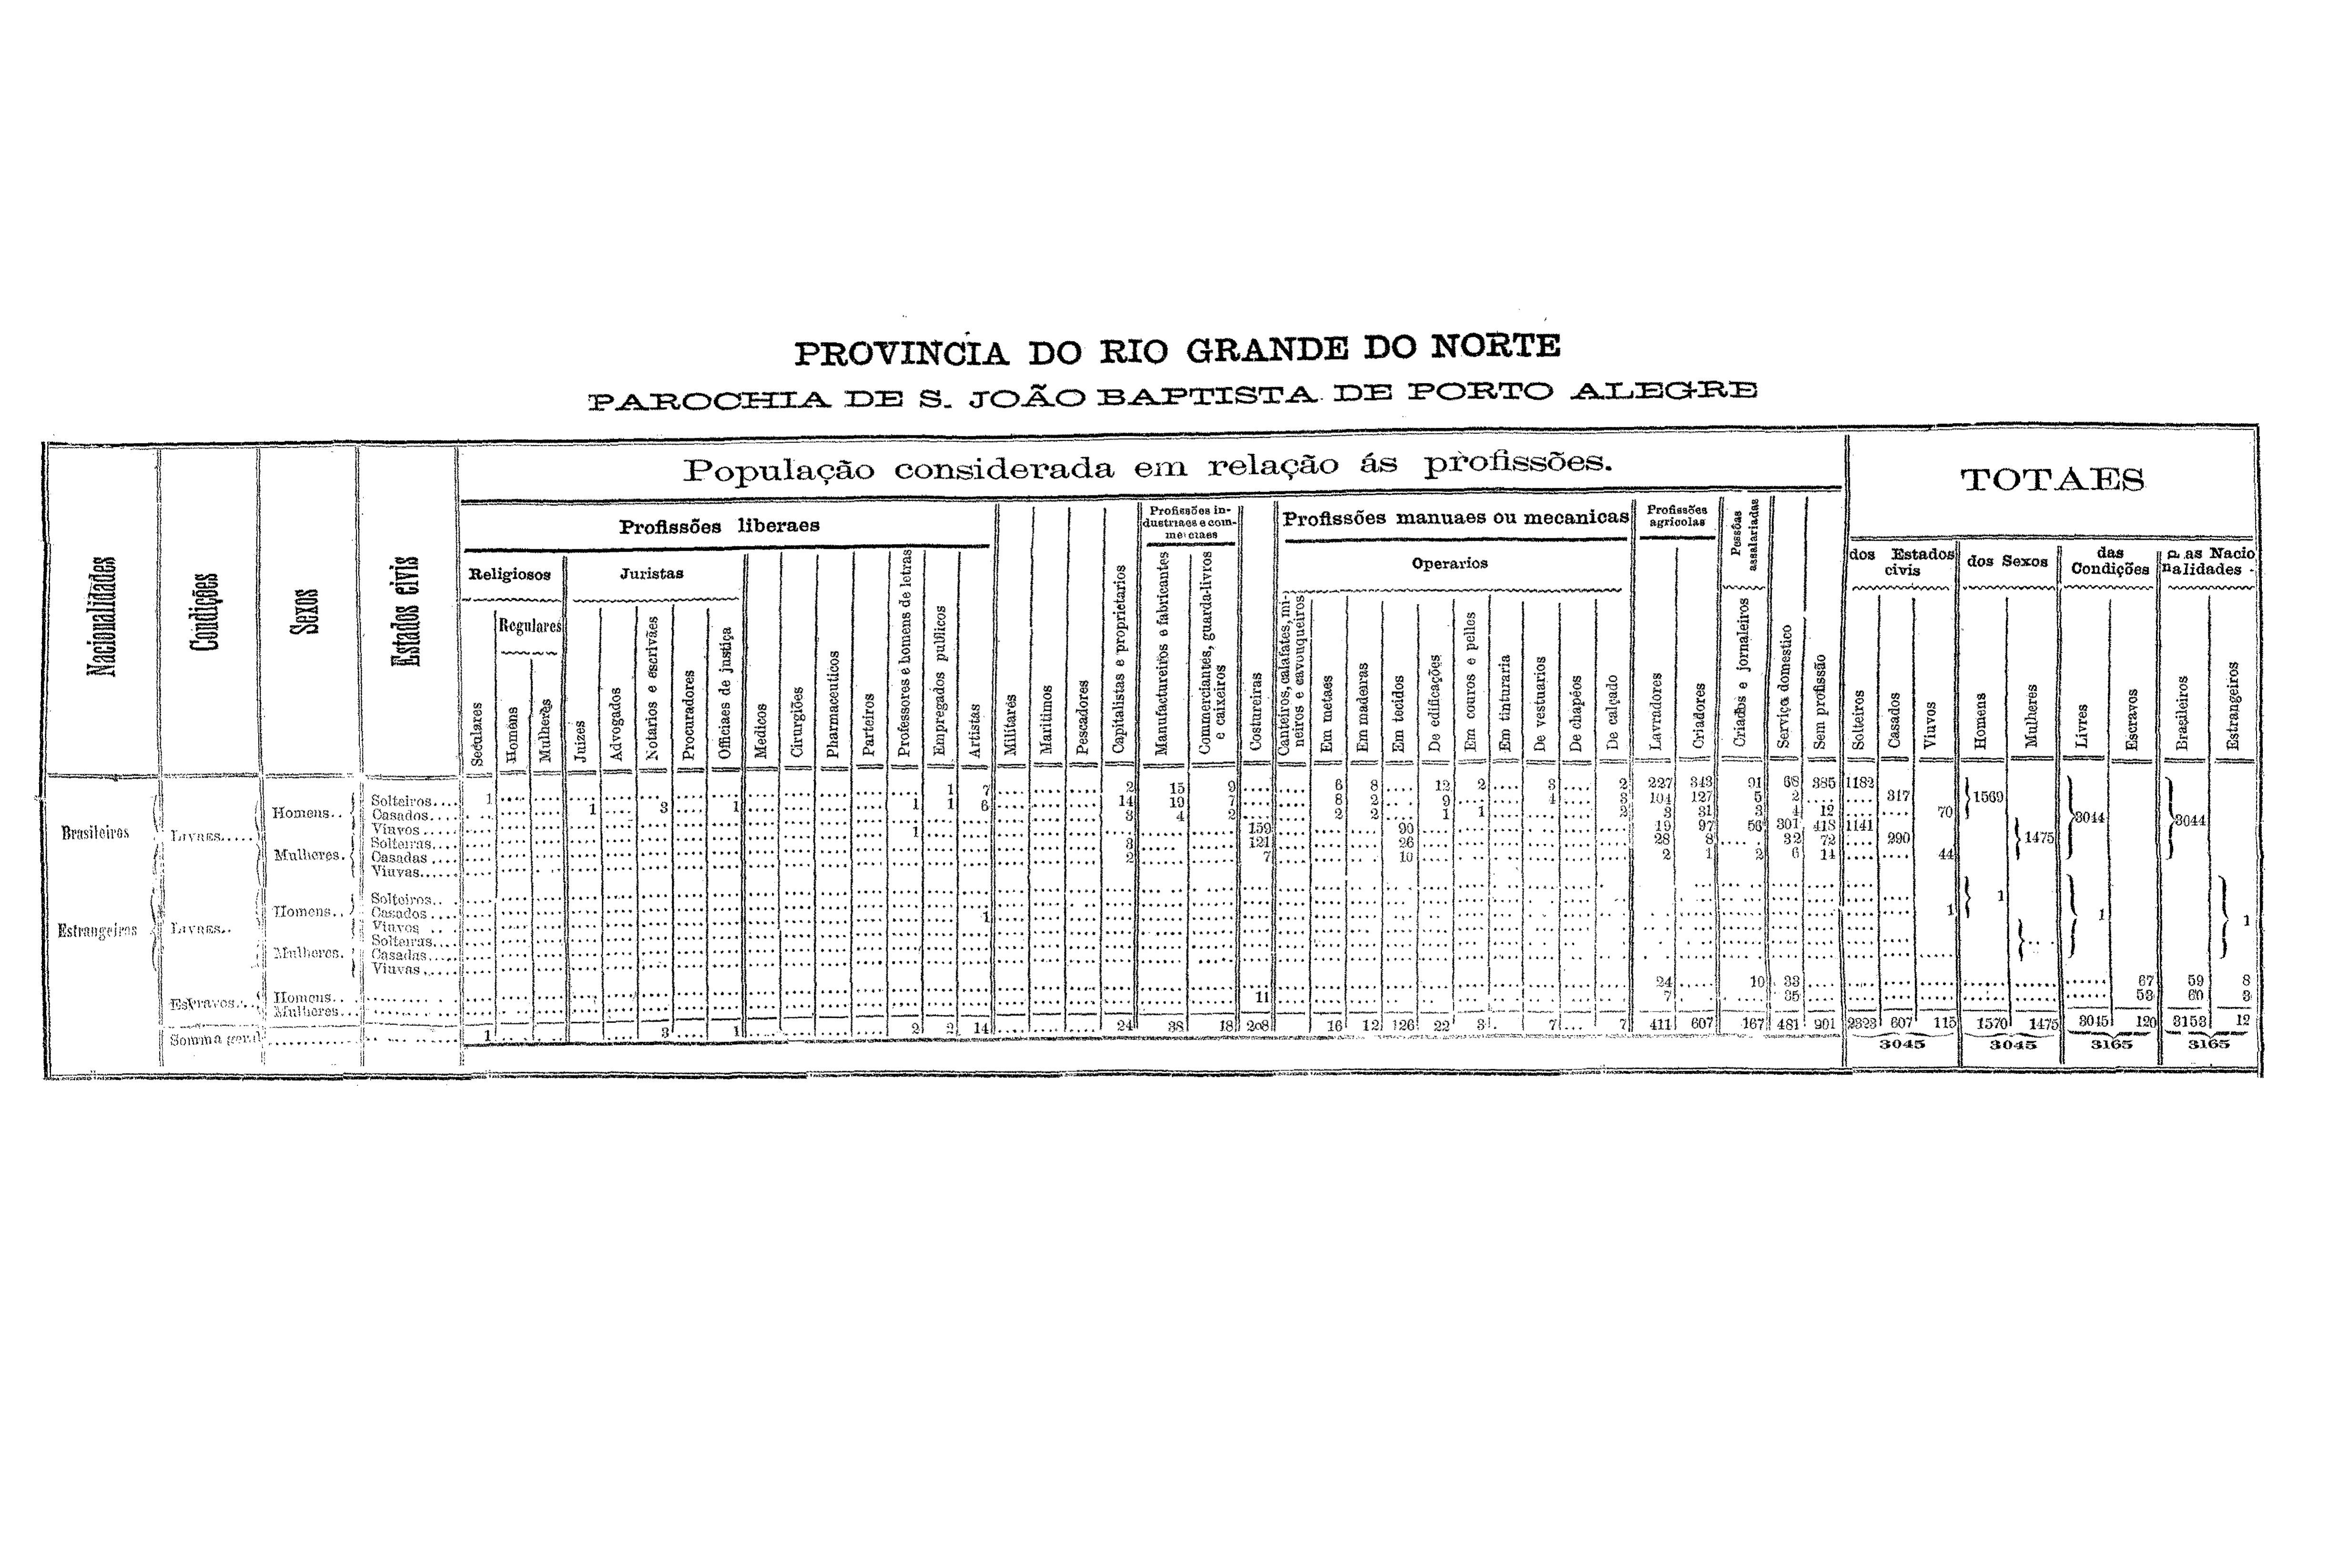 PROVINCIA DO RIO GRANDE DO NORTE
PAROCHIA DE S. JOÃO BAPTISTA DE PORTO ALEGRE
População considerada em relação ás profissões.
TOTAES
Nacionalidades
Condições
Sexos
Estados civis
Profissões liberaes
Profissões industriaes e commerciaes
Profissões manuaes ou mecanicas
Profissões agricolas
Pessôas assalariadas
Religiosos
Juristas
Operarios
dos Estados civis
dos Sexos
das Condições
Regulares
Seculares
Homens
Mulheres
Juizes
Advogados
Notarios e escrivães
Procuradores
Officiaes de justiça
Medicos
Cirurgiões
Pharmaceuticos
Parteiros
Professores e homens de letras
Empregados publicos
Artistas
Militares
Maritimos
Pescadores
Capitalistas e proprietarios
Manufactureiros e fabricantes
Commerciantes, guarda-livros e caixeiros
Costureiras
Canteiros, calafates, mineiros e cavouqueiros
Em metaes
Em madeiras
Em tecidos
De edificações
Em couros e pelles
Em tinturaria
De vestuarios
De chapéos
De calçado
Lavradores
Criadores
Criados e jornaleiros
Serviço domestico
Sem profissão
Solteiros
Casados
Viuvos
Homens
Mulheres
Livres
Escravos
Brasileiros
Estrangeiros
Brasileiros Livres Homens Solteiros 1 1 7 2 15 9 6 8 12 2 3 2 227 343 91 68 385 1182
Casados 1 3 1 1 1 6 14 19 7 8 2 9 4 3 104 127 5 2 317 1569
Viuvos 3 4 2 2 2 1 1 2 3 31 3 4 12 70
Mulheres Solteiras 1 159 90 19 97 56 301 418 1141 3044 3044
Casadas 3 121 26 28 8 32 72 290 1475
Viuvas 2 7 10 2 1 2 6 14 44
Estrangeiros Livres Homens Solteiros 1
Casados
Viuvos 1 1 1 1
Mulheres Solteiras
Casadas
Viuvas
Escravos Homens 24 10 33 67 59 8
Mulheres 11 7 35 53 3
Somma geral 1 3 1 2 2 14 24 38 18 208 16 12 126 22 3 7 7 411 607 167 481 901 2323 607 115 1570 1475 3045 120 3153 12
3045 3045 3165 3165